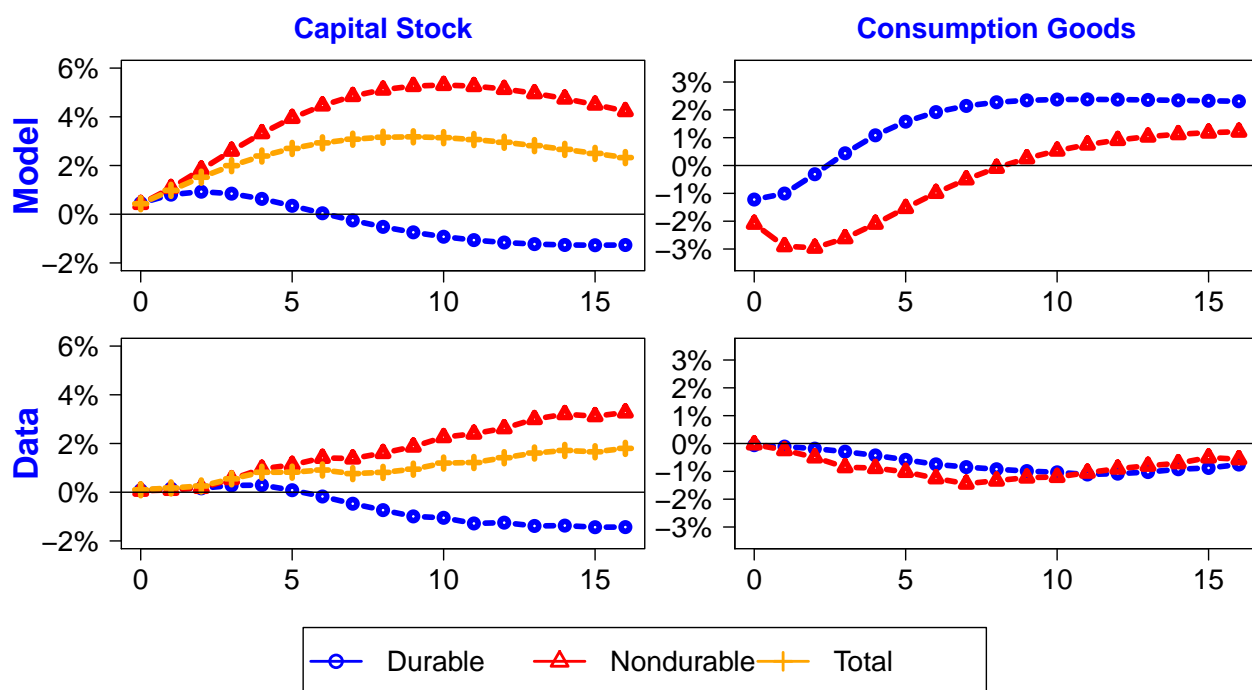 Capital Stock
Consumption Goods
Model
6%
4%
2%
0%
−2%
0 5 10 15
3%
2%
1%
0%
−1%
−2%
−3%
0 5 10 15
Data
6%
4%
2%
0%
−2%
0 5 10 15
3%
2%
1%
0%
−1%
−2%
−3%
0 5 10 15
Durable Nondurable Total